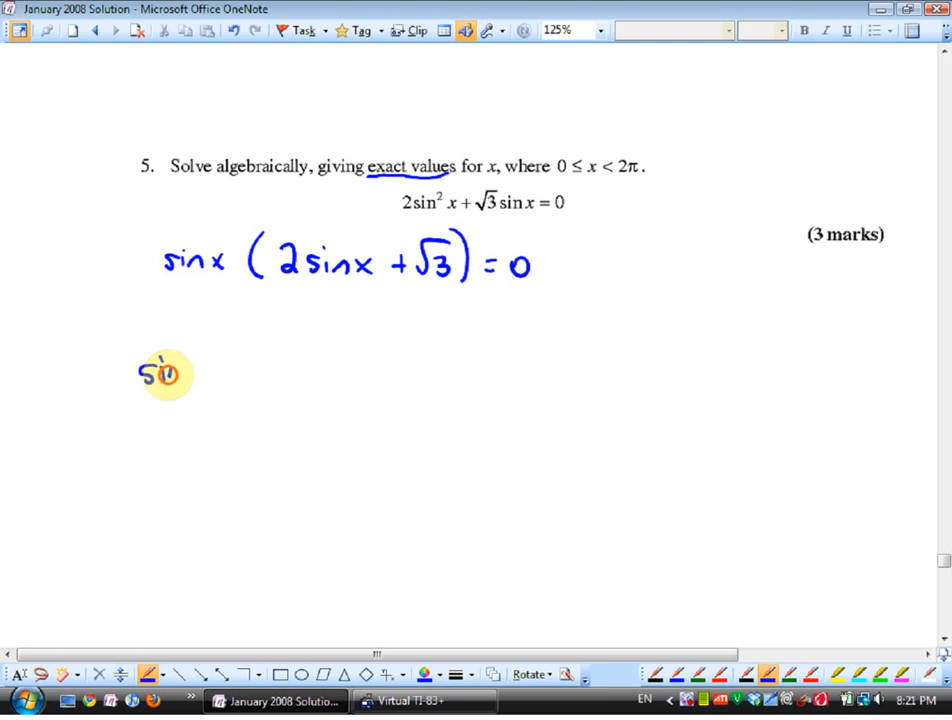 January 2008 Solution - Microsoft Office OneNote
Task Tag Clip 125% B I U
5. Solve algebraically, giving exact values for x, where 0 ≤ x < 2π.
2sin² x + √3 sin x = 0
(3 marks)
sinx ( 2sinx + √3 ) = 0
sin
Rotate
January 2008 Solutio... Virtual TI-83+ EN 8:21 PM